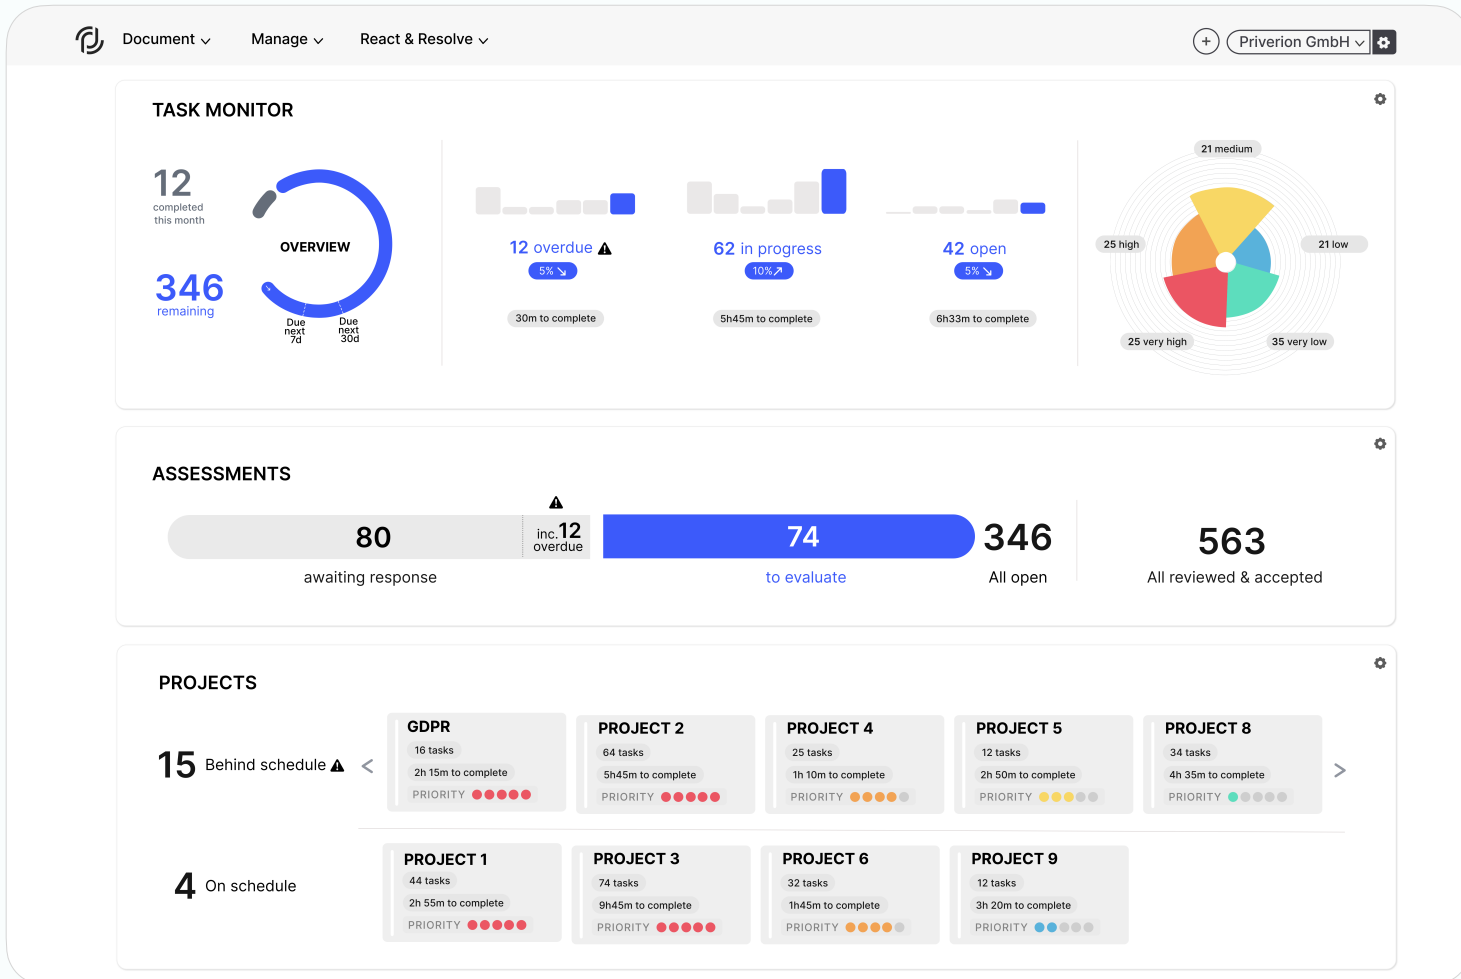 Document
Manage
React & Resolve
+
Priverion GmbH
TASK MONITOR
12
completed
this month
346
remaining
OVERVIEW
Due
next
7d
Due
next
30d
12 overdue
5%
30m to complete
62 in progress
10%
5h45m to complete
42 open
5%
6h33m to complete
21 medium
25 high
21 low
25 very high
35 very low
ASSESSMENTS
80
inc.12
overdue
awaiting response
74
to evaluate
346
All open
563
All reviewed & accepted
PROJECTS
15 Behind schedule
GDPR
16 tasks
2h 15m to complete
PRIORITY
PROJECT 2
64 tasks
5h45m to complete
PRIORITY
PROJECT 4
25 tasks
1h 10m to complete
PRIORITY
PROJECT 5
12 tasks
2h 50m to complete
PRIORITY
PROJECT 8
34 tasks
4h 35m to complete
PRIORITY
4 On schedule
PROJECT 1
44 tasks
2h 55m to complete
PRIORITY
PROJECT 3
74 tasks
9h45m to complete
PRIORITY
PROJECT 6
32 tasks
1h45m to complete
PRIORITY
PROJECT 9
12 tasks
3h 20m to complete
PRIORITY